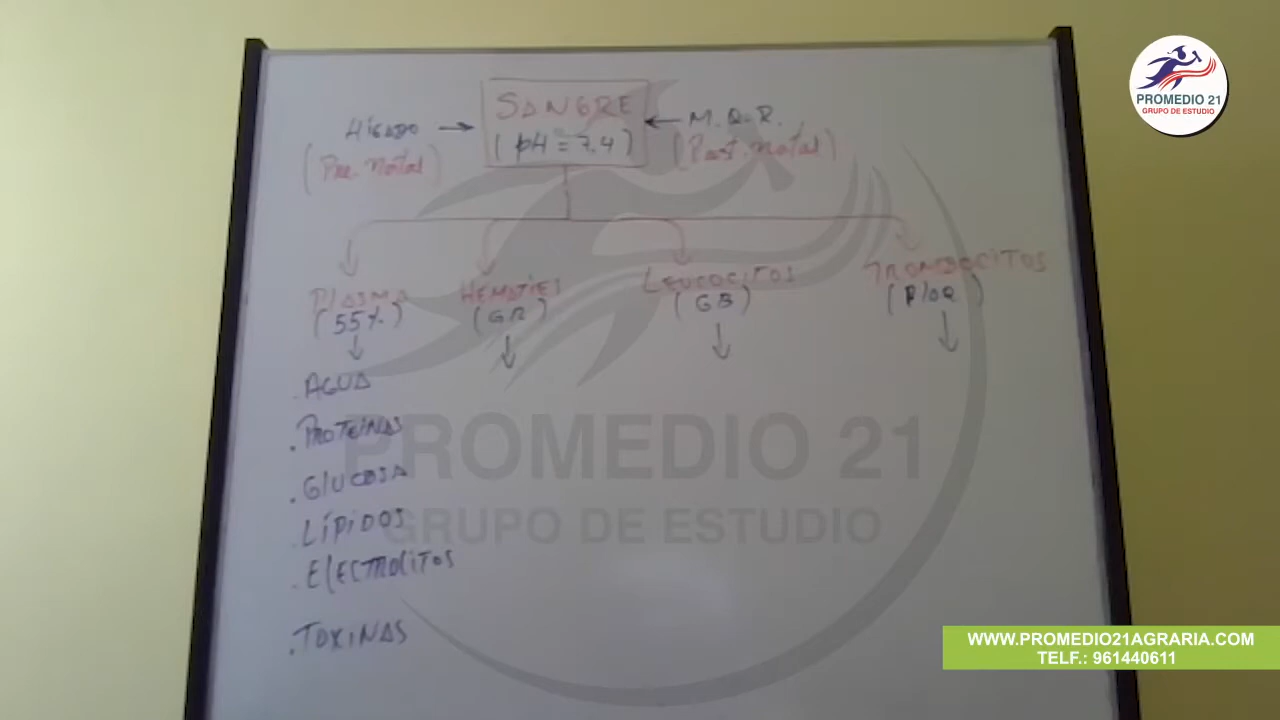 SANGRE
(pH = 7.4)
Hígado
(Pre. Natal)
M. O. R.
(Post. Natal)
PLASMA
(55%.)
HEMATÍES
(GR)
LEUCOCITOS
(GB)
TROMBOCITOS
(PlaQ)
.AGUA
.PROTEÍNAS
.GlUCOSA
.LÍPiDOS
.ElECTROLITOS
.TOXINAS
PROMEDIO 21
GRUPO DE ESTUDIO
PROMEDIO 21
GRUPO DE ESTUDIO
WWW.PROMEDIO21AGRARIA.COM
TELF.: 961440611